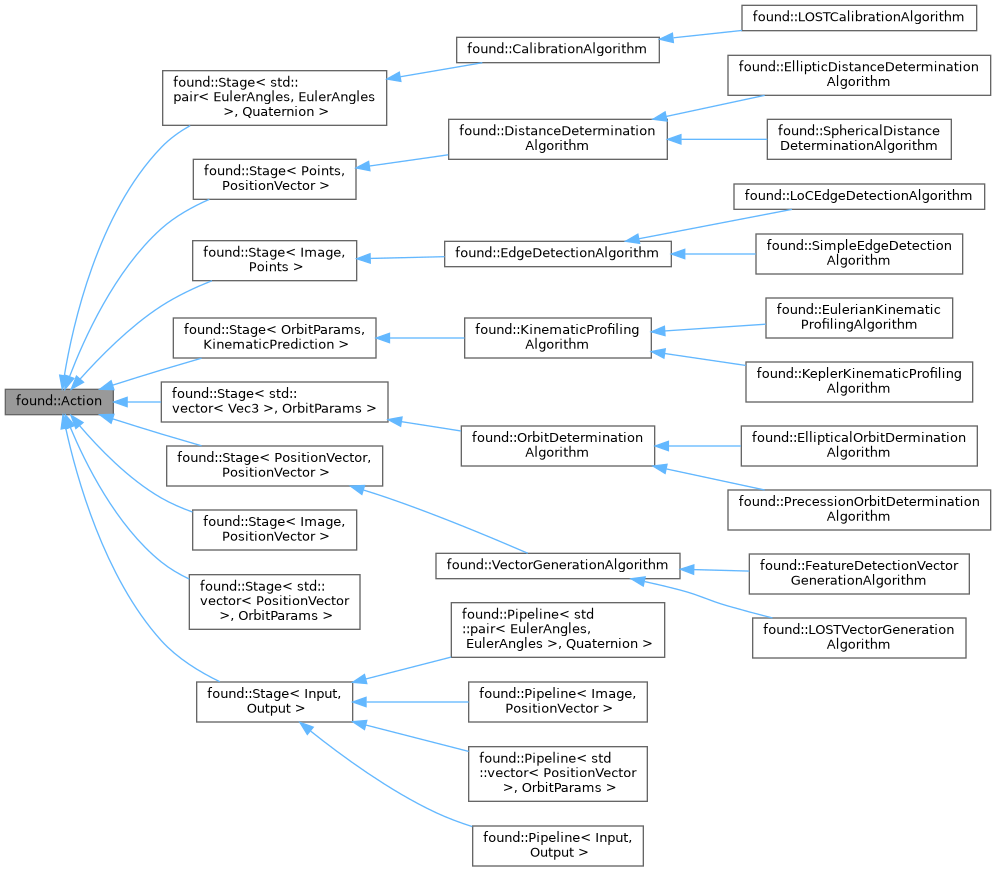 found::Action
found::Stage< std::
pair< EulerAngles, EulerAngles
>, Quaternion >
found::Stage< Points,
PositionVector >
found::Stage< Image,
Points >
found::Stage< OrbitParams,
KinematicPrediction >
found::Stage< std::
vector< Vec3 >, OrbitParams >
found::Stage< PositionVector,
PositionVector >
found::Stage< Image,
PositionVector >
found::Stage< std::
vector< PositionVector
>, OrbitParams >
found::Stage< Input,
Output >
found::CalibrationAlgorithm
found::DistanceDetermination
Algorithm
found::EdgeDetectionAlgorithm
found::KinematicProfiling
Algorithm
found::OrbitDetermination
Algorithm
found::VectorGenerationAlgorithm
found::Pipeline< std
::pair< EulerAngles,
EulerAngles >, Quaternion >
found::Pipeline< Image,
PositionVector >
found::Pipeline< std
::vector< PositionVector
>, OrbitParams >
found::Pipeline< Input,
Output >
found::LOSTCalibrationAlgorithm
found::EllipticDistanceDetermination
Algorithm
found::SphericalDistance
DeterminationAlgorithm
found::LoCEdgeDetectionAlgorithm
found::SimpleEdgeDetection
Algorithm
found::EulerianKinematic
ProfilingAlgorithm
found::KeplerKinematicProfiling
Algorithm
found::EllipticalOrbitDermination
Algorithm
found::PrecessionOrbitDetermination
Algorithm
found::FeatureDetectionVector
GenerationAlgorithm
found::LOSTVectorGeneration
Algorithm